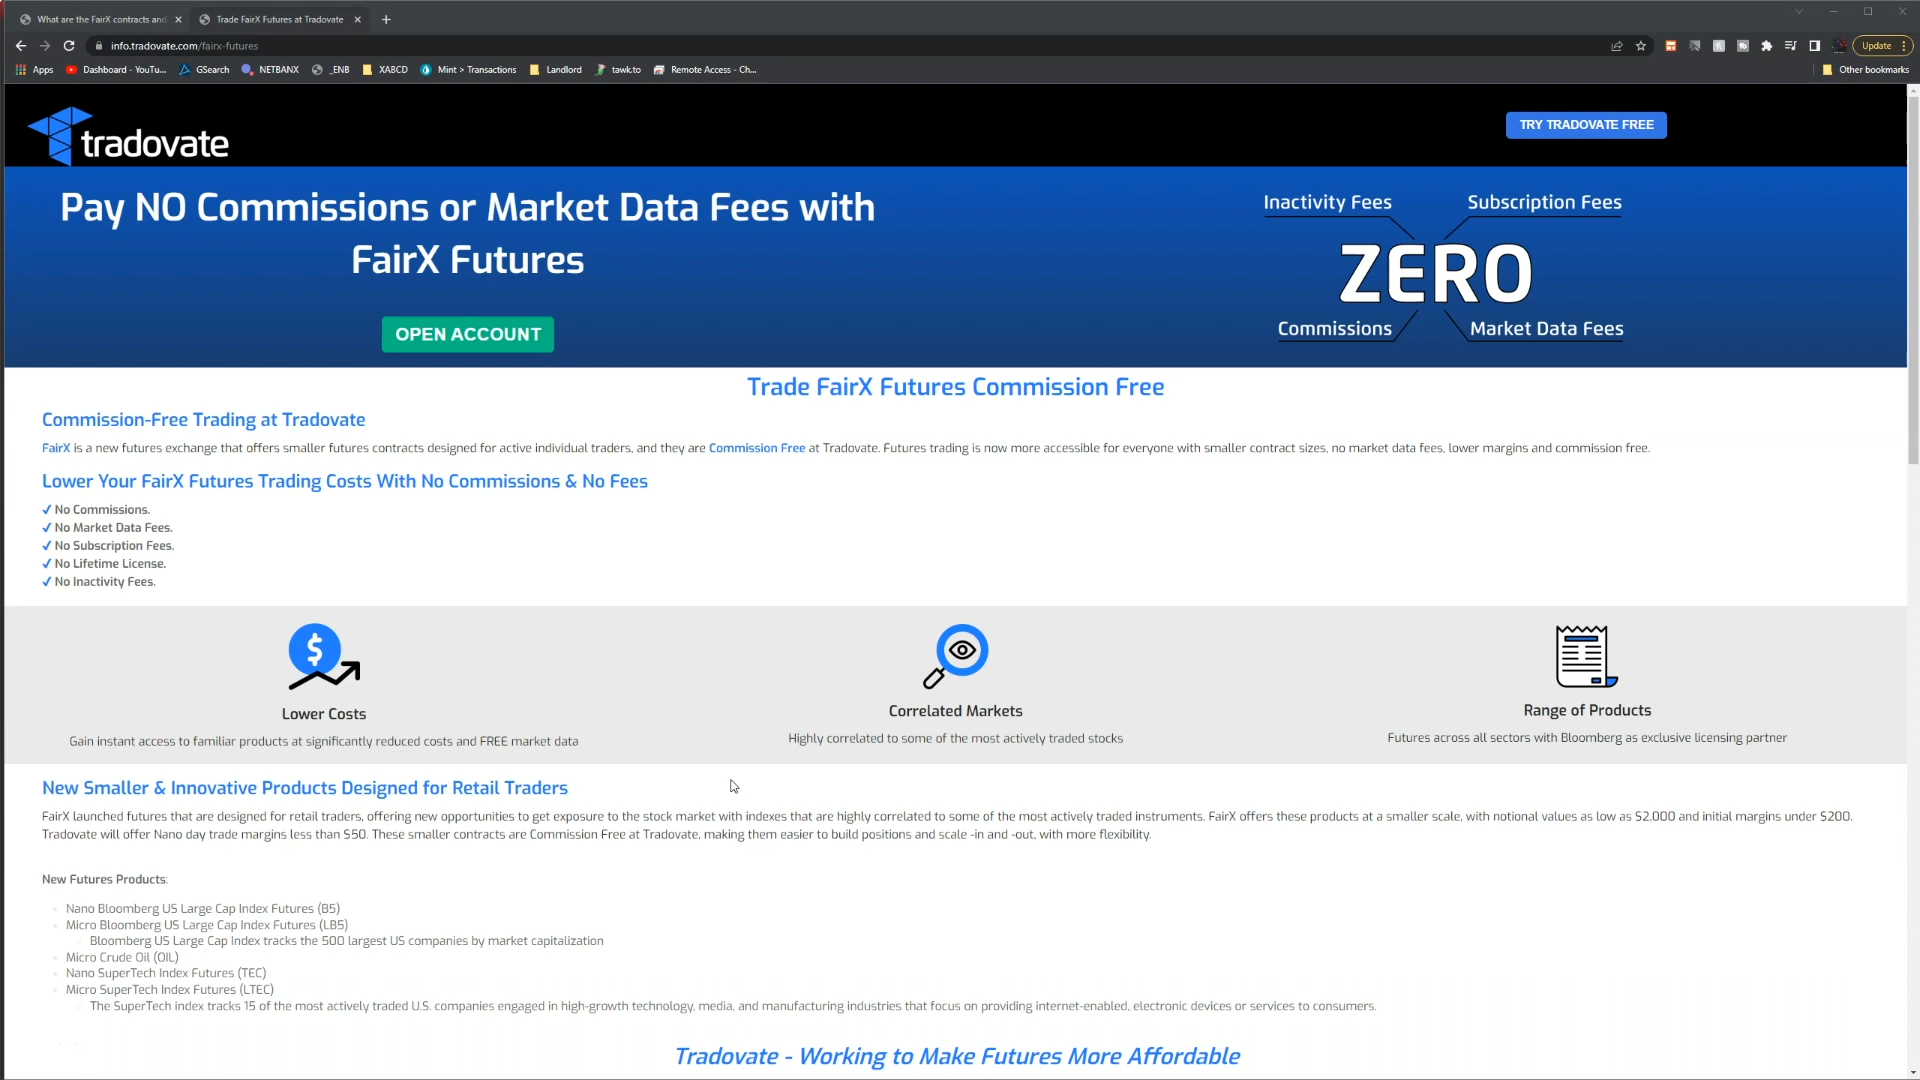 What are the FairX contracts and
Trade FairX Futures at Tradovate
info.tradovate.com/fairx-futures
Update
Apps
Dashboard - YouTu...
GSearch
NETBANX
_ENB
XABCD
Mint > Transactions
Landlord
tawk.to
Remote Access - Ch...
Other bookmarks
tradovate
TRY TRADOVATE FREE
Pay NO Commissions or Market Data Fees with
FairX Futures
OPEN ACCOUNT
Inactivity Fees
Subscription Fees
ZERO
Commissions
Market Data Fees
Trade FairX Futures Commission Free
Commission-Free Trading at Tradovate
FairX is a new futures exchange that offers smaller futures contracts designed for active individual traders, and they are Commission Free at Tradovate. Futures trading is now more accessible for everyone with smaller contract sizes, no market data fees, lower margins and commission free.
Lower Your FairX Futures Trading Costs With No Commissions & No Fees
✓ No Commissions.
✓ No Market Data Fees.
✓ No Subscription Fees.
✓ No Lifetime License.
✓ No Inactivity Fees.
$
Lower Costs
Gain instant access to familiar products at significantly reduced costs and FREE market data
Correlated Markets
Highly correlated to some of the most actively traded stocks
Range of Products
Futures across all sectors with Bloomberg as exclusive licensing partner
New Smaller & Innovative Products Designed for Retail Traders
FairX launched futures that are designed for retail traders, offering new opportunities to get exposure to the stock market with indexes that are highly correlated to some of the most actively traded instruments. FairX offers these products at a smaller scale, with notional values as low as $2,000 and initial margins under $200.
Tradovate will offer Nano day trade margins less than $50. These smaller contracts are Commission Free at Tradovate, making them easier to build positions and scale -in and -out, with more flexibility.
New Futures Products:
Nano Bloomberg US Large Cap Index Futures (B5)
Micro Bloomberg US Large Cap Index Futures (LB5)
Bloomberg US Large Cap Index tracks the 500 largest US companies by market capitalization
Micro Crude Oil (OIL)
Nano SuperTech Index Futures (TEC)
Micro SuperTech Index Futures (LTEC)
The SuperTech index tracks 15 of the most actively traded U.S. companies engaged in high-growth technology, media, and manufacturing industries that focus on providing internet-enabled, electronic devices or services to consumers.
Tradovate - Working to Make Futures More Affordable